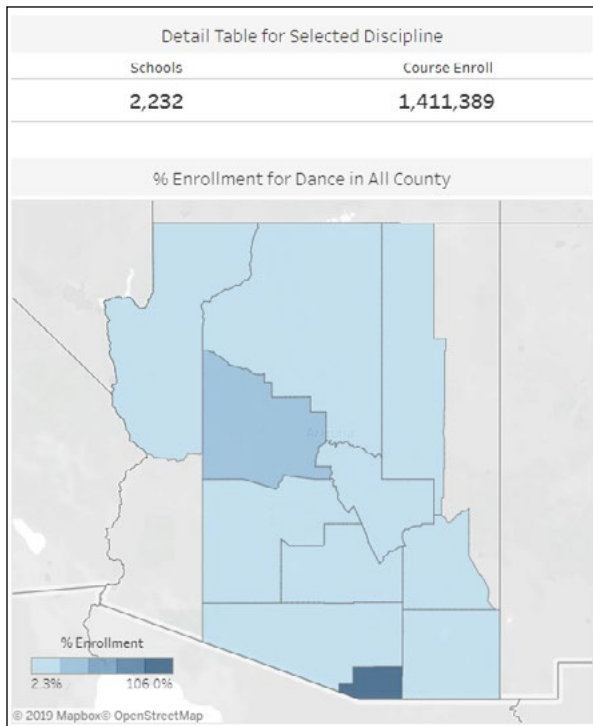 Detail Table for Selected Discipline
Schools Course Enroll
2,232 1,411,389
% Enrollment for Dance in All County
Arizona
% Enrollment
2.3% 106.0%
© 2019 Mapbox© OpenStreetMap